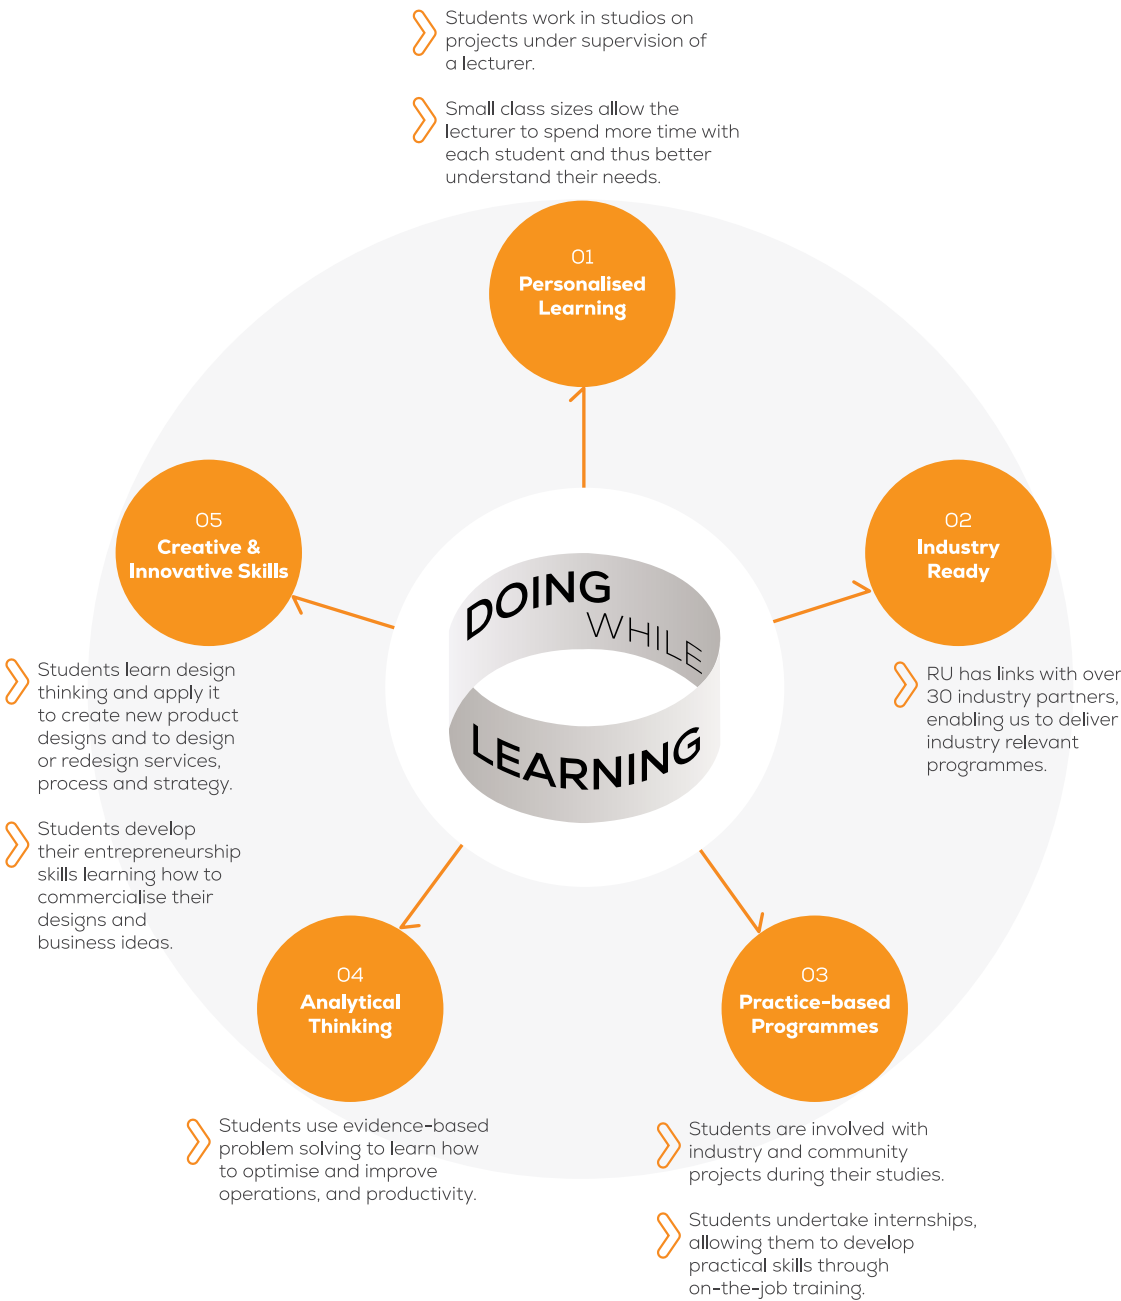 Students work in studios on
projects under supervision of
a lecturer.
Small class sizes allow the
lecturer to spend more time with
each student and thus better
understand their needs.
01
Personalised
Learning
02
Industry
Ready
RU has links with over
30 industry partners,
enabling us to deliver
industry relevant
programmes.
03
Practice-based
Programmes
Students are involved with
industry and community
projects during their studies.
Students undertake internships,
allowing them to develop
practical skills through
on-the-job training.
04
Analytical
Thinking
Students use evidence-based
problem solving to learn how
to optimise and improve
operations, and productivity.
05
Creative &
Innovative Skills
Students learn design
thinking and apply it
to create new product
designs and to design
or redesign services,
process and strategy.
Students develop
their entrepreneurship
skills learning how to
commercialise their
designs and
business ideas.
DOING
WHILE
LEARNING